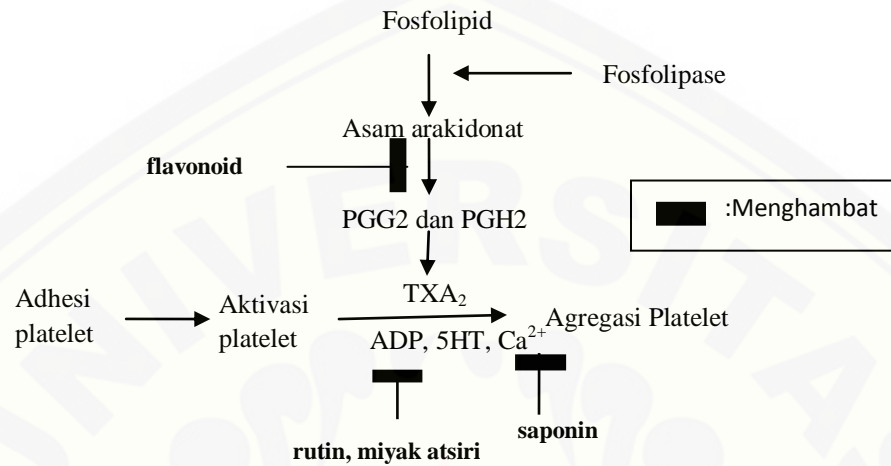 Fosfolipid
Fosfolipase
Asam arakidonat
flavonoid
:Menghambat
PGG2 dan PGH2
TXA₂
Adhesi
platelet
Aktivasi
platelet
Agregasi Platelet
ADP, 5HT, Ca²⁺
saponin
rutin, miyak atsiri
UNIVERSITA